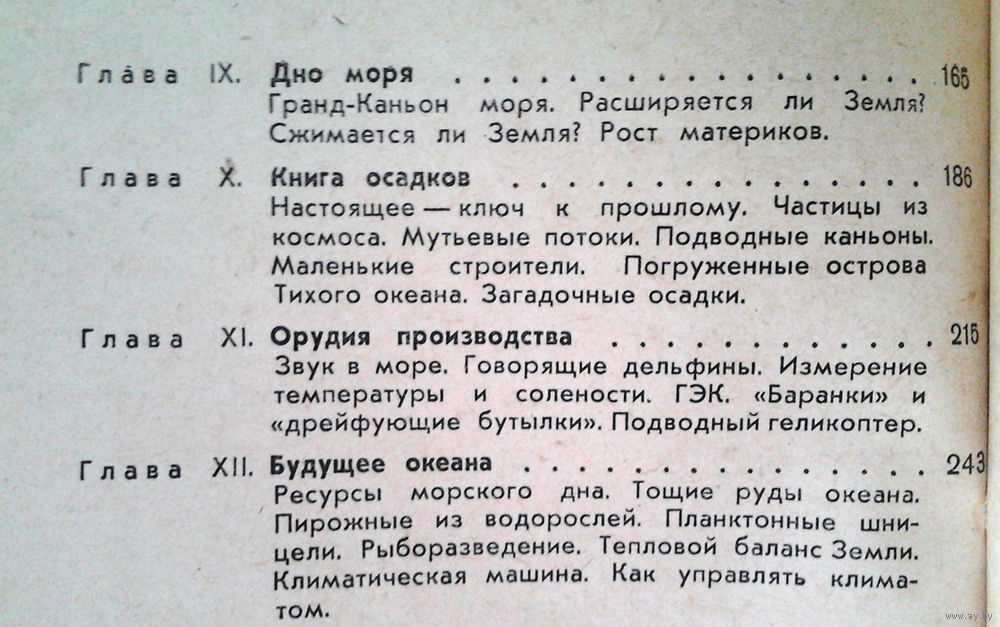 Глава IX. Дно моря . . . . . . . . . . . . . . . . . 165
Гранд-Каньон моря. Расширяется ли Земля?
Сжимается ли Земля? Рост материков.
Глава X. Книга осадков . . . . . . . . . . . . . . . 186
Настоящее — ключ к прошлому. Частицы из
космоса. Мутьевые потоки. Подводные каньоны.
Маленькие строители. Погруженные острова
Тихого океана. Загадочные осадки.
Глава XI. Орудия производства . . . . . . . . . . . . 215
Звук в море. Говорящие дельфины. Измерение
температуры и солености. ГЭК. «Баранки» и
«дрейфующие бутылки». Подводный геликоптер.
Глава XII. Будущее океана . . . . . . . . . . . . . . . 243
Ресурсы морского дна. Тощие руды океана.
Пирожные из водорослей. Планктонные шни-
цели. Рыборазведение. Тепловой баланс Земли.
Климатическая машина. Как управлять клима-
том.
www.ay.by